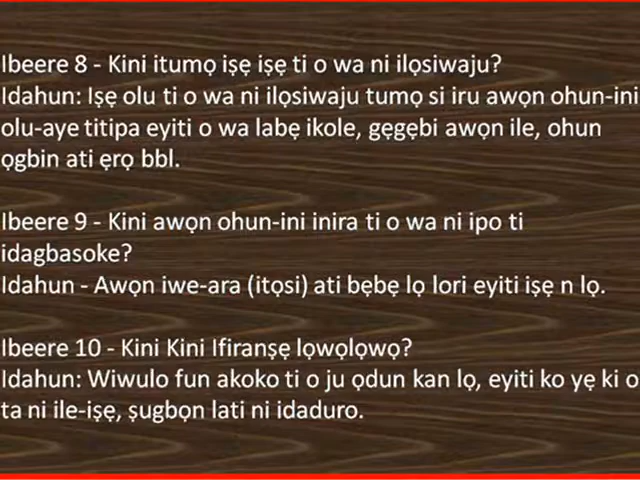 Ibeere 8 - Kini itumọ iṣẹ iṣẹ ti o wa ni ilọsiwaju?
Idahun: Iṣẹ olu ti o wa ni ilọsiwaju tumọ si iru awọn ohun-ini
olu-aye titipa eyiti o wa labẹ ikole, gẹgẹbi awọn ile, ohun
ọgbin ati ẹrọ bbl.
Ibeere 9 - Kini awọn ohun-ini inira ti o wa ni ipo ti
idagbasoke?
Idahun - Awọn iwe-ara (itọsi) ati bẹbẹ lọ lori eyiti iṣẹ n lọ.
Ibeere 10 - Kini Kini Ifiranṣẹ lọwọlọwọ?
Idahun: Wiwulo fun akoko ti o ju ọdun kan lọ, eyiti ko yẹ ki o
ta ni ile-iṣẹ, ṣugbọn lati ni idaduro.